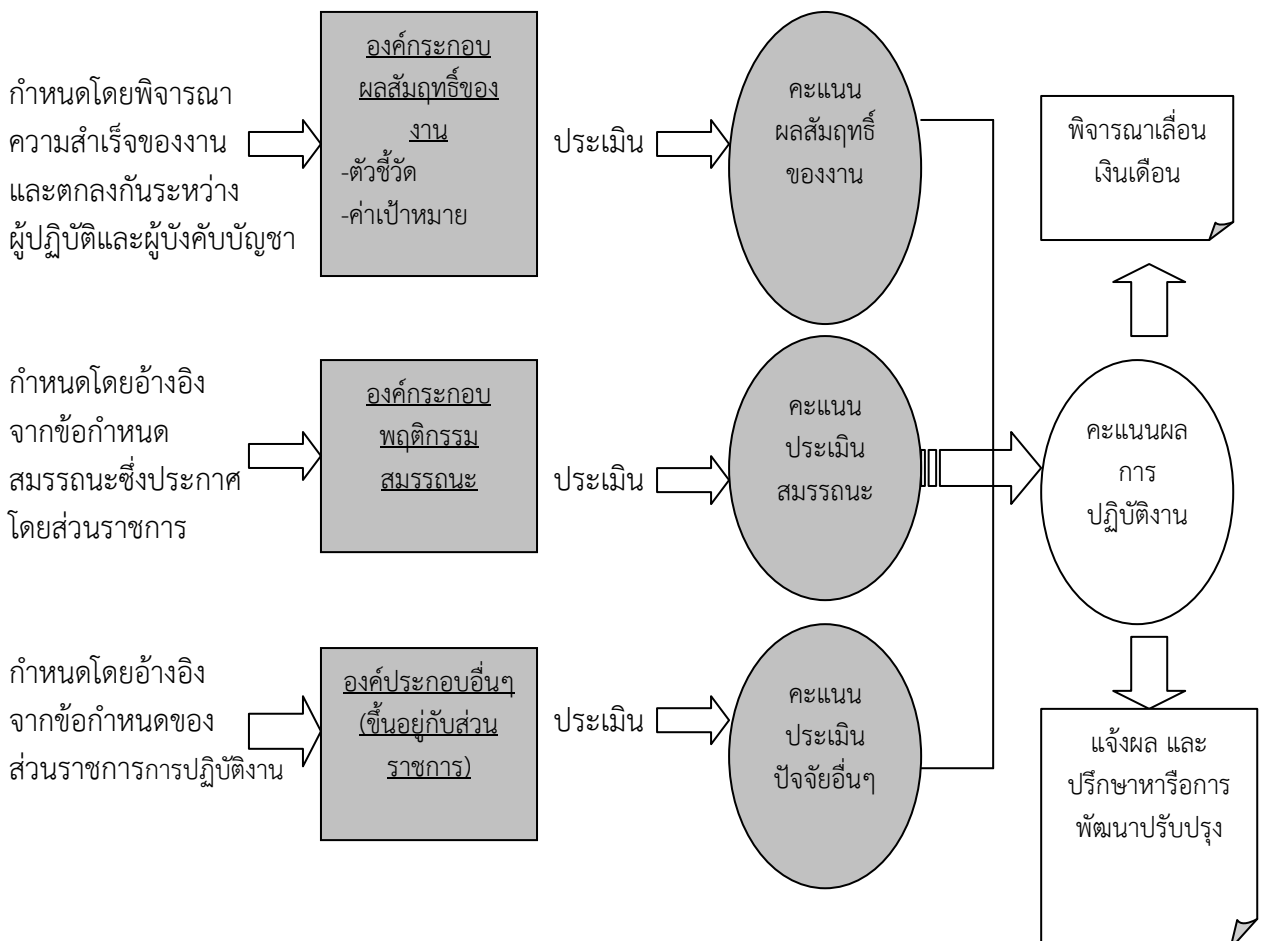 กำหนดโดยพิจารณา
ความสำเร็จของงาน
และตกลงกันระหว่าง
ผู้ปฏิบัติและผู้บังคับบัญชา
องค์กระกอบ
ผลสัมฤทธิ์ของ
งาน
-ตัวชี้วัด
-ค่าเป้าหมาย
ประเมิน
คะแนน
ผลสัมฤทธิ์
ของงาน
พิจารณาเลื่อน
เงินเดือน
กำหนดโดยอ้างอิง
จากข้อกำหนด
สมรรถนะซึ่งประกาศ
โดยส่วนราชการ
องค์กระกอบ
พฤติกรรม
สมรรถนะ
ประเมิน
คะแนน
ประเมิน
สมรรถนะ
คะแนนผล
การ
ปฏิบัติงาน
กำหนดโดยอ้างอิง
จากข้อกำหนดของ
ส่วนราชการการปฏิบัติงาน
องค์ประกอบอื่นๆ
(ขึ้นอยู่กับส่วน
ราชการ)
ประเมิน
คะแนน
ประเมิน
ปัจจัยอื่นๆ
แจ้งผล และ
ปรึกษาหารือการ
พัฒนาปรับปรุง